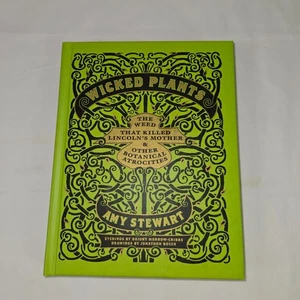 WICKED PLANTS
THE WEED
THAT KILLED
LINCOLN'S MOTHER
&
OTHER
BOTANICAL
ATROCITIES
AMY STEWART
ETCHINGS BY BRIONY MORROW-CRIBBS
DRAWINGS BY JONATHON ROSEN